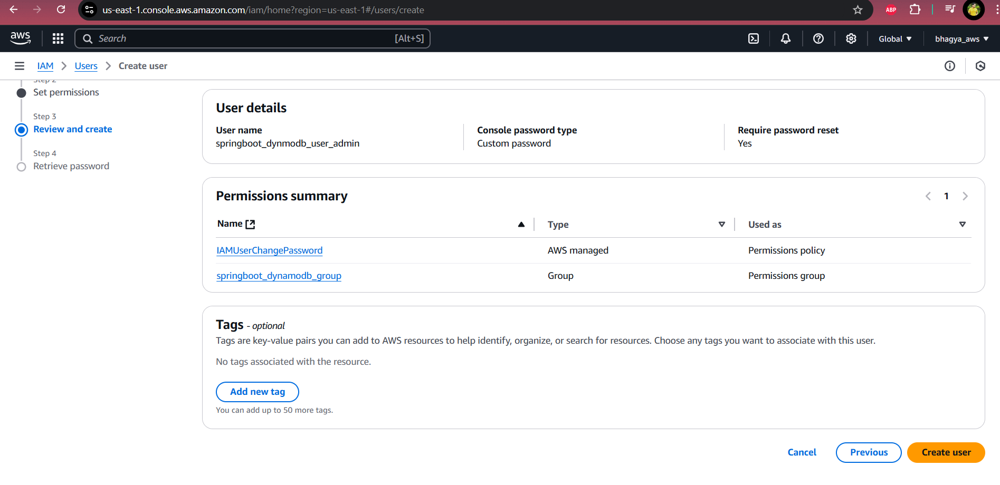 us-east-1.console.aws.amazon.com/iam/home?region=us-east-1#/users/create
ABP
aws
Search
[Alt+S]
Global
bhagya_aws
IAM
Users
Create user
Step 2
Set permissions
Step 3
Review and create
Step 4
Retrieve password
User details
User name
springboot_dynmodb_user_admin
Console password type
Custom password
Require password reset
Yes
Permissions summary
1
Name
Type
Used as
IAMUserChangePassword
AWS managed
Permissions policy
springboot_dynamodb_group
Group
Permissions group
Tags - optional
Tags are key-value pairs you can add to AWS resources to help identify, organize, or search for resources. Choose any tags you want to associate with this user.
No tags associated with the resource.
Add new tag
You can add up to 50 more tags.
Cancel
Previous
Create user